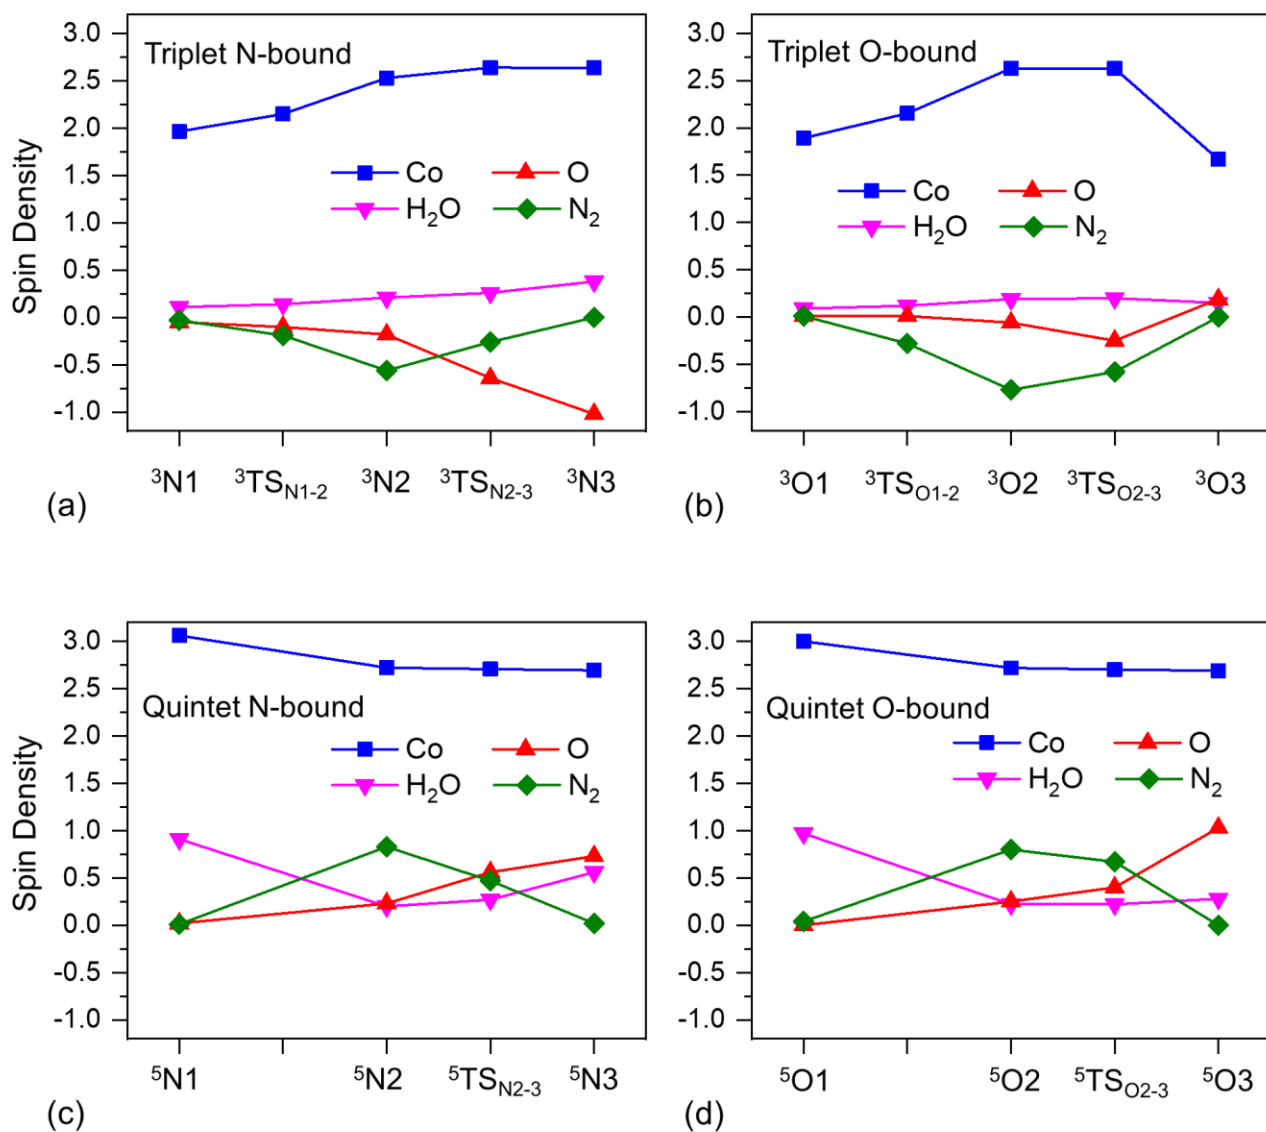 Triplet N-bound
Co O
H₂O N₂
Spin Density
3.0
2.5
2.0
1.5
1.0
0.5
0.0
-0.5
-1.0
³N1 ³TS_N1-2 ³N2 ³TS_N2-3 ³N3
(a)
Triplet O-bound
Co O
H₂O N₂
3.0
2.5
2.0
1.5
1.0
0.5
0.0
-0.5
-1.0
³O1 ³TS_O1-2 ³O2 ³TS_O2-3 ³O3
(b)
Quintet N-bound
Co O
H₂O N₂
Spin Density
3.0
2.5
2.0
1.5
1.0
0.5
0.0
-0.5
-1.0
⁵N1 ⁵N2 ⁵TS_N2-3 ⁵N3
(c)
Quintet O-bound
Co O
H₂O N₂
3.0
2.5
2.0
1.5
1.0
0.5
0.0
-0.5
-1.0
⁵O1 ⁵O2 ⁵TS_O2-3 ⁵O3
(d)